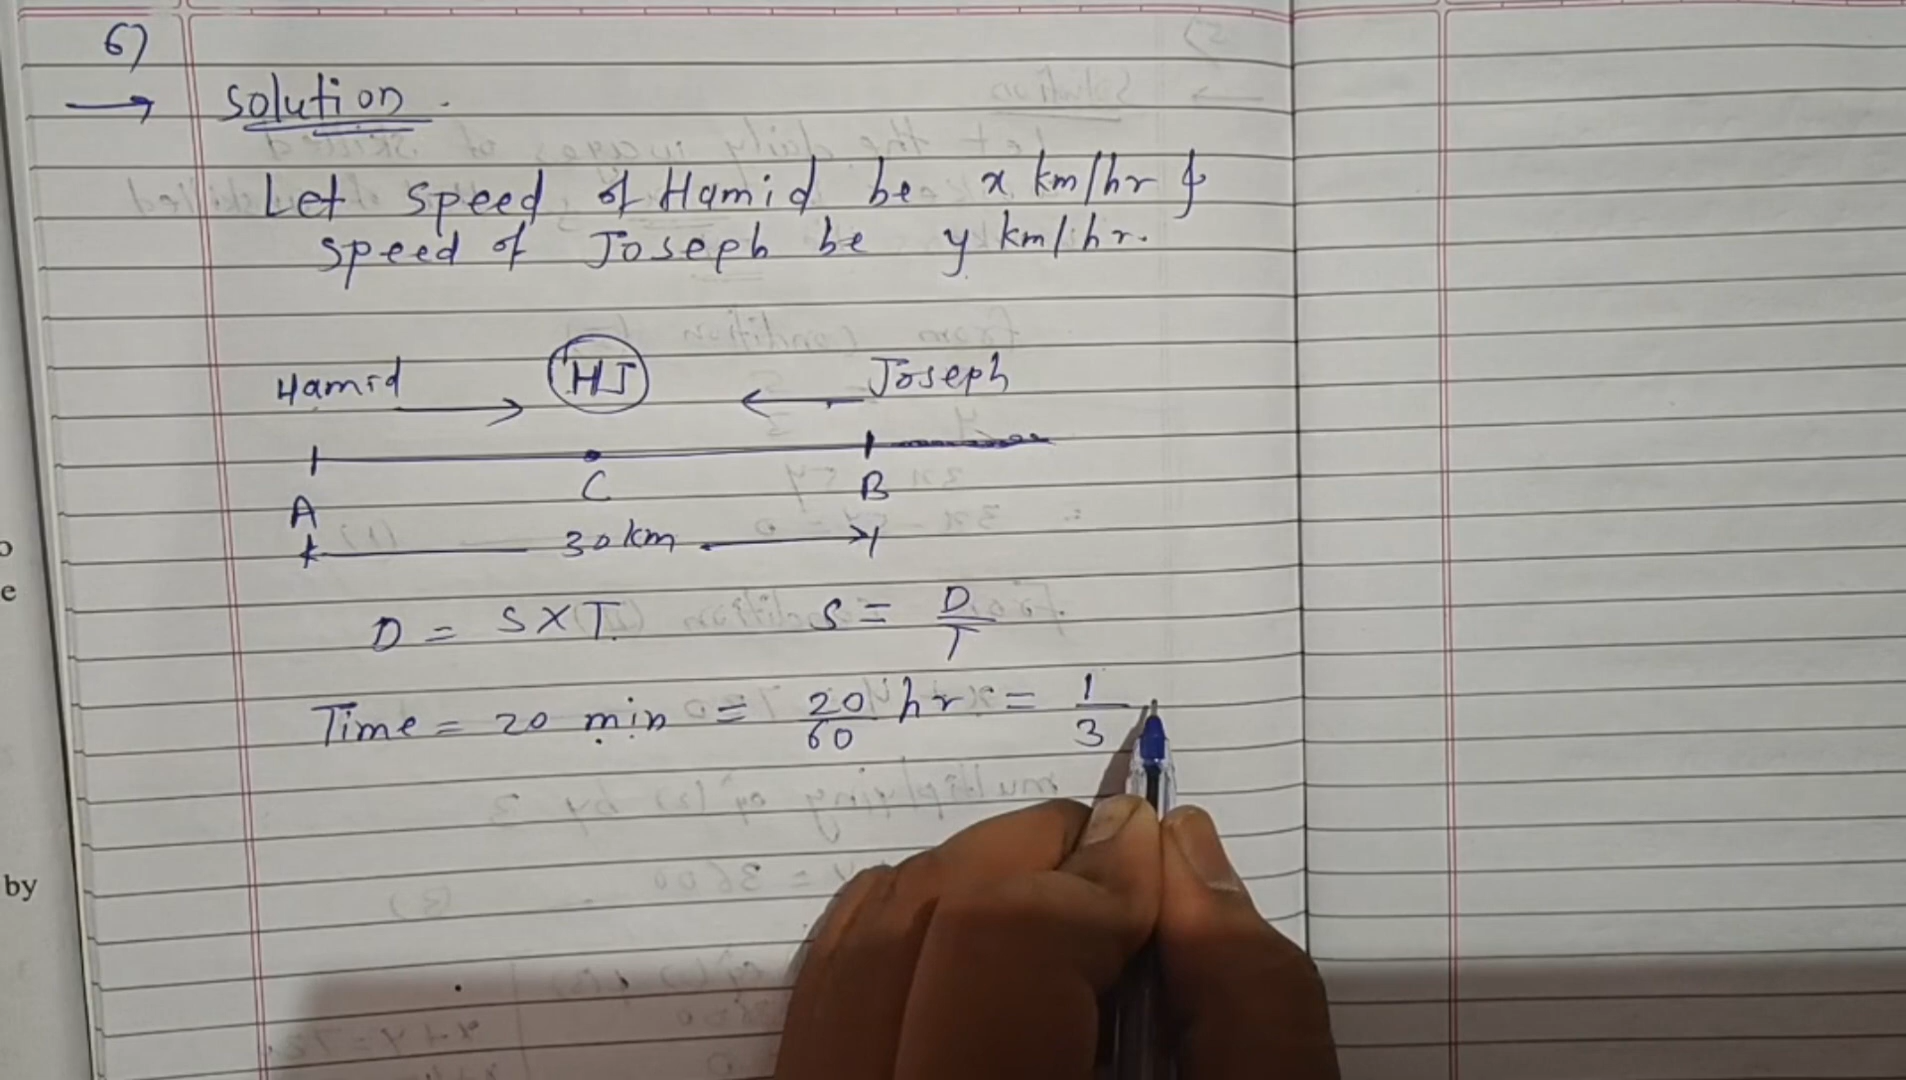 6)
→ Solution.
Let speed of Hamid be x km/hr &
speed of Joseph be y km/hr.
Hamid → HJ ← Joseph
A C B
30 km
D = S X T. S = D/T
Time = 20 min = 20/60 hr = 1/3
by